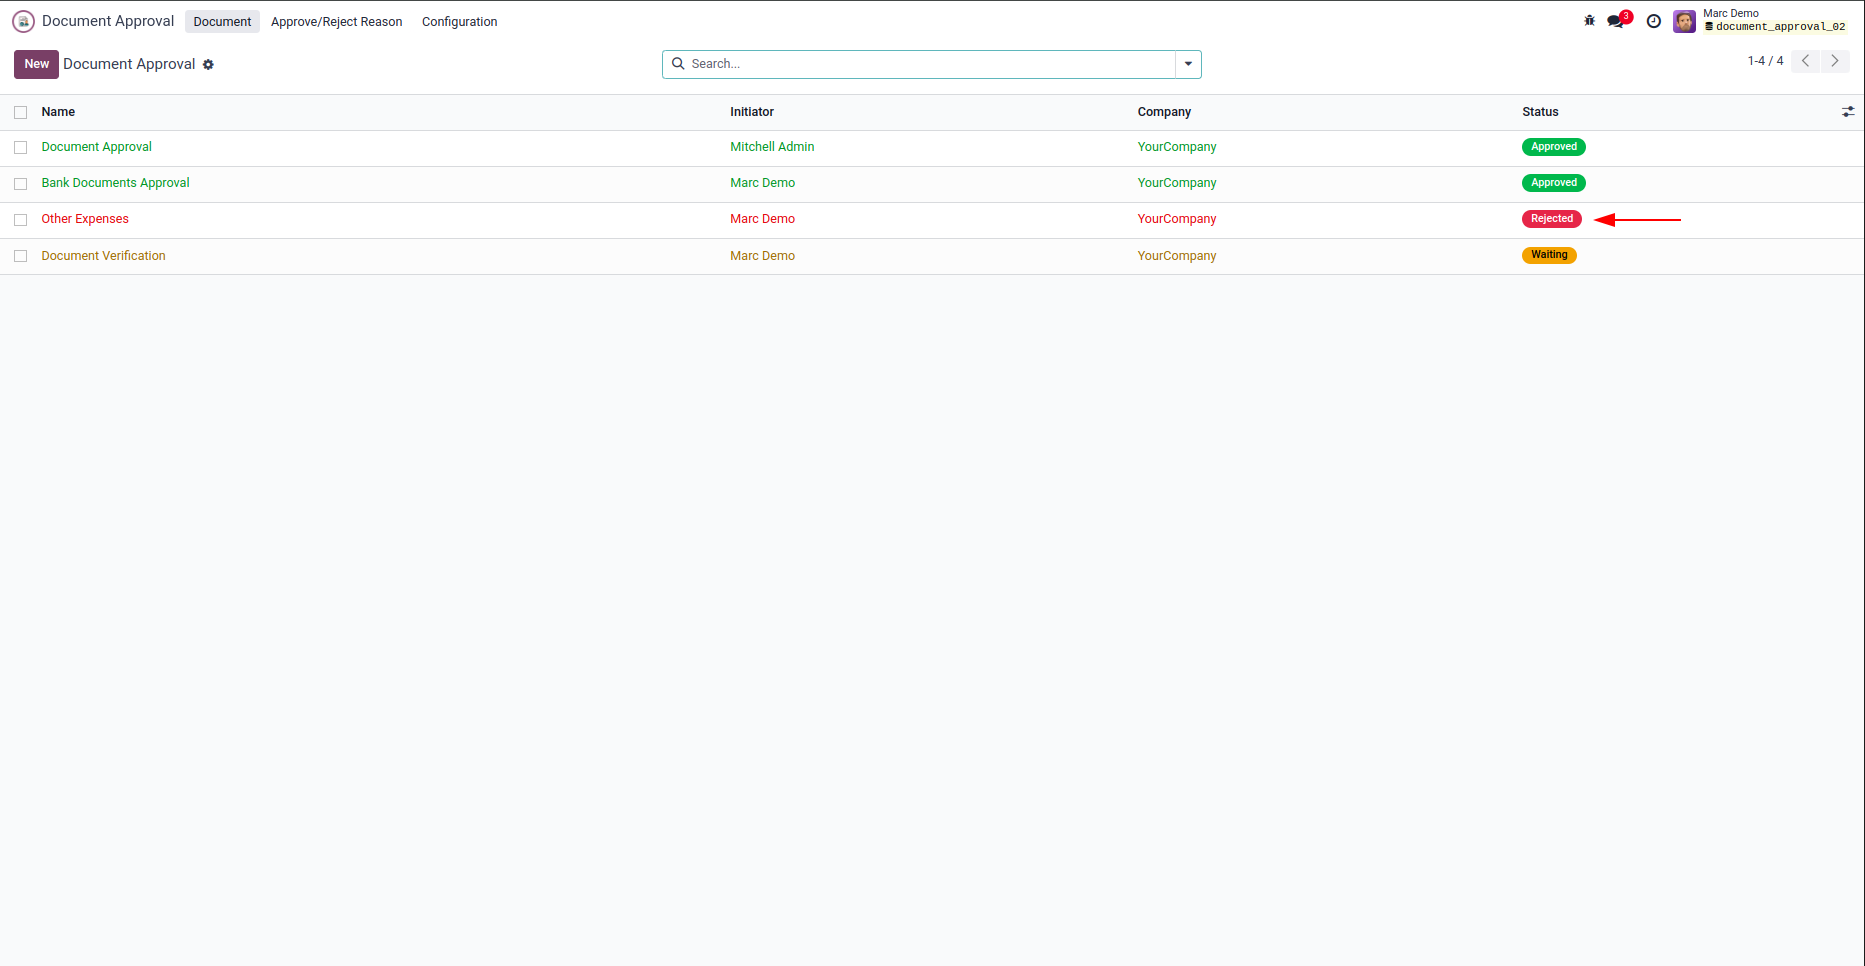 Document Approval Document Approve/Reject Reason Configuration 3 Marc Demo
document_approval_02
New Document Approval Search... 1-4 / 4
Name Initiator Company Status
Document Approval Mitchell Admin YourCompany Approved
Bank Documents Approval Marc Demo YourCompany Approved
Other Expenses Marc Demo YourCompany Rejected
Document Verification Marc Demo YourCompany Waiting